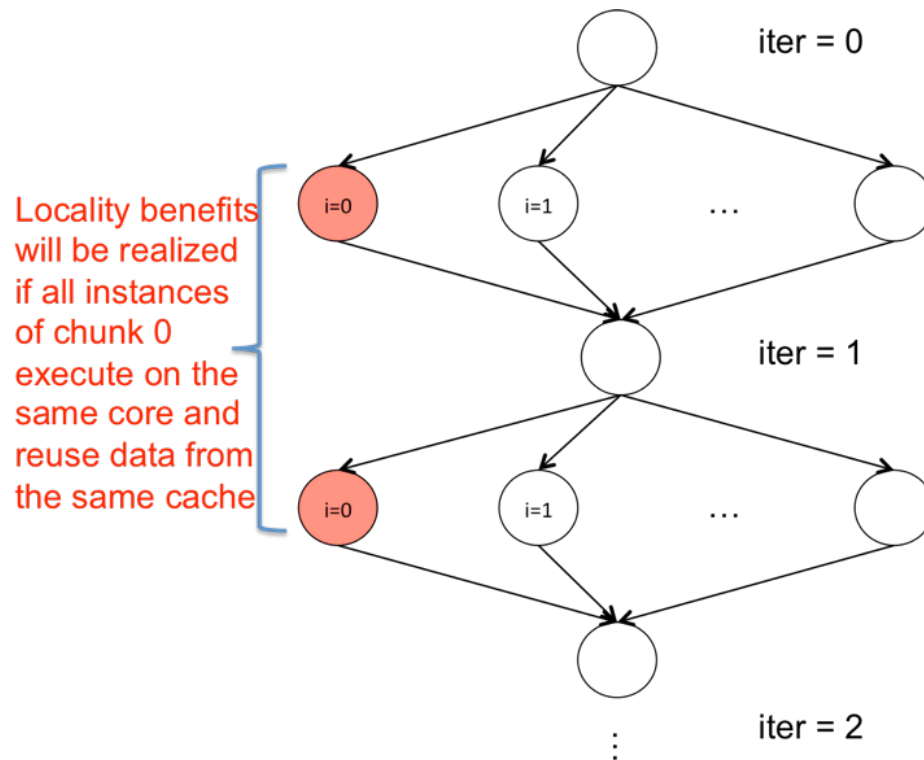 iter = 0
i=0
i=1
...
Locality benefits
will be realized
if all instances
of chunk 0
execute on the
same core and
reuse data from
the same cache
iter = 1
i=0
i=1
...
iter = 2
⋮